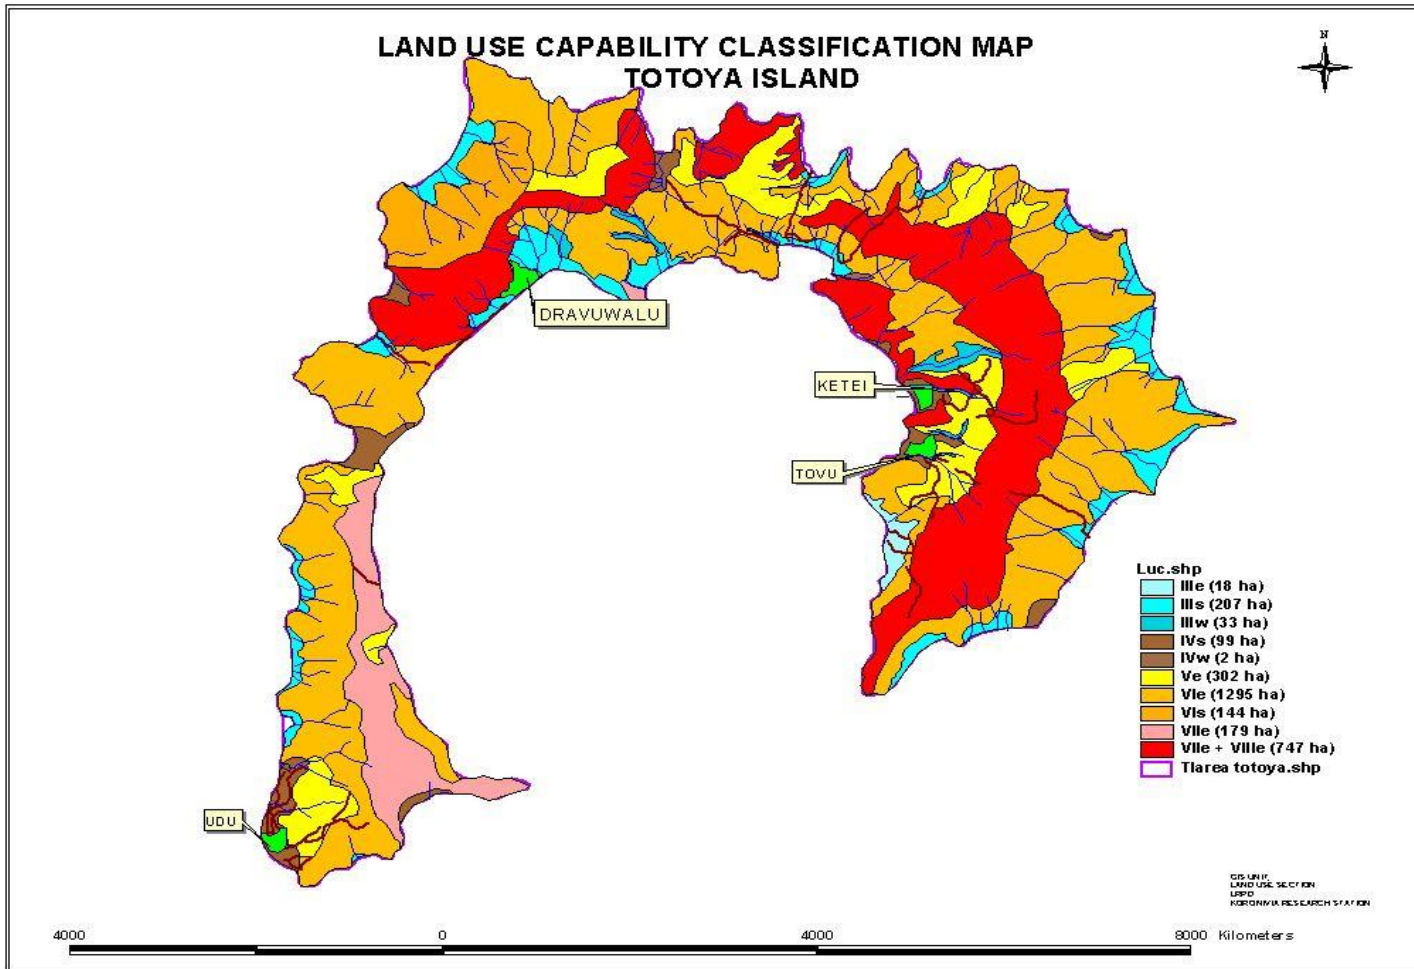 LAND USE CAPABILITY CLASSIFICATION MAP
TOTOYA ISLAND
N
DRAVUWALU
KETEI
TOVU
UDU
Luc.shp
IIIe (18 ha)
IIIs (207 ha)
IIIw (33 ha)
IVs (99 ha)
IVw (2 ha)
Ve (302 ha)
VIe (1295 ha)
VIs (144 ha)
VIIe (179 ha)
VIIe + VIIIe (747 ha)
Tlarea totoya.shp
GIS UNIT,
LAND USE SECTION
LRPD
KORONIVIA RESEARCH STATION
4000 0 4000 8000 Kilometers